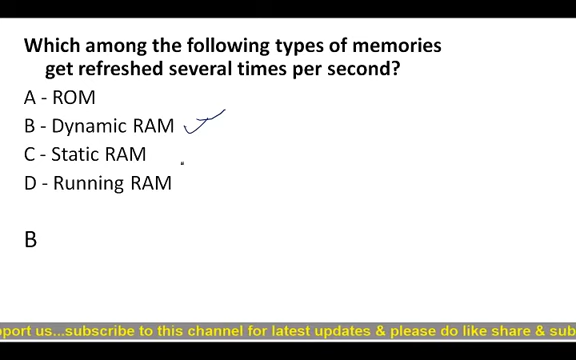 Which among the following types of memories
get refreshed several times per second?
A - ROM
B - Dynamic RAM
C - Static RAM
D - Running RAM
B
pport us...subscribe to this channel for latest updates & please do like share & sub